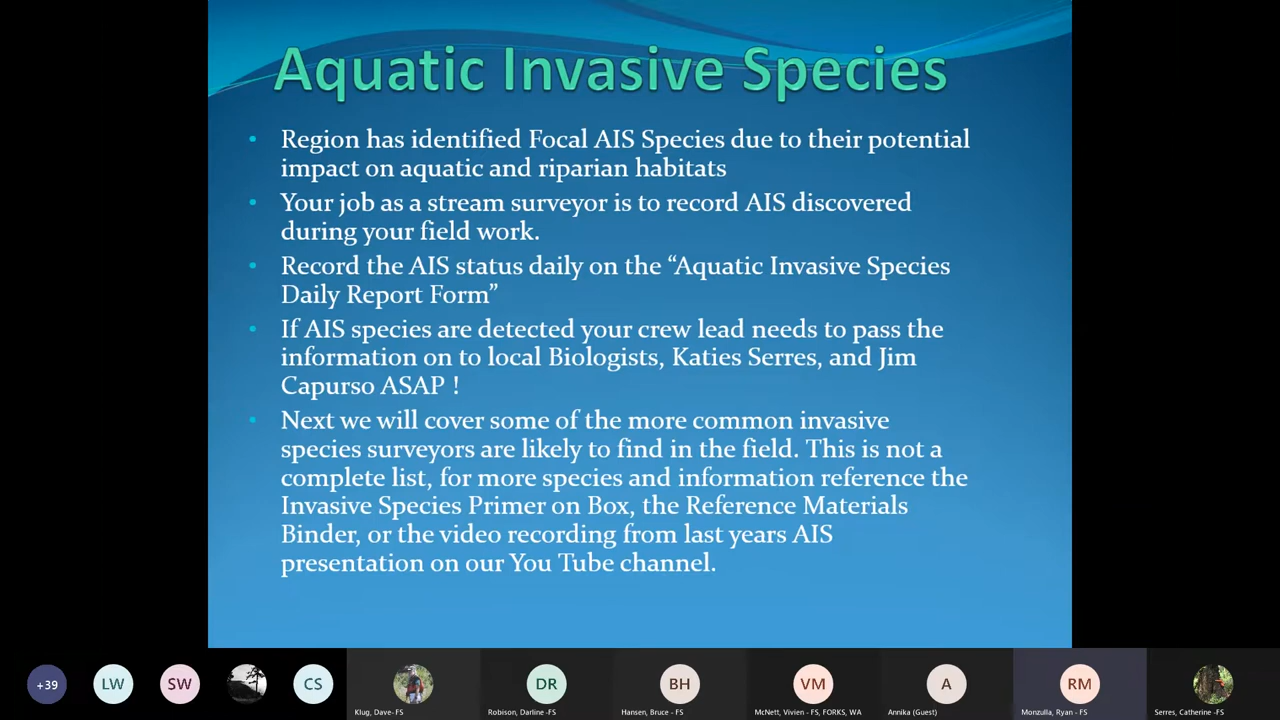 Aquatic Invasive Species
• Region has identified Focal AIS Species due to their potential
impact on aquatic and riparian habitats
• Your job as a stream surveyor is to record AIS discovered
during your field work.
• Record the AIS status daily on the “Aquatic Invasive Species
Daily Report Form”
• If AIS species are detected your crew lead needs to pass the
information on to local Biologists, Katies Serres, and Jim
Capurso ASAP !
• Next we will cover some of the more common invasive
species surveyors are likely to find in the field. This is not a
complete list, for more species and information reference the
Invasive Species Primer on Box, the Reference Materials
Binder, or the video recording from last years AIS
presentation on our You Tube channel.
+39
LW
SW
CS
DR
BH
VM
A
RM
Klug, Dave- FS
Robison, Darline -FS
Hansen, Bruce - FS
McNett, Vivien - FS, FORKS, WA
Annika (Guest)
Monzulla, Ryan - FS
Serres, Catherine -FS